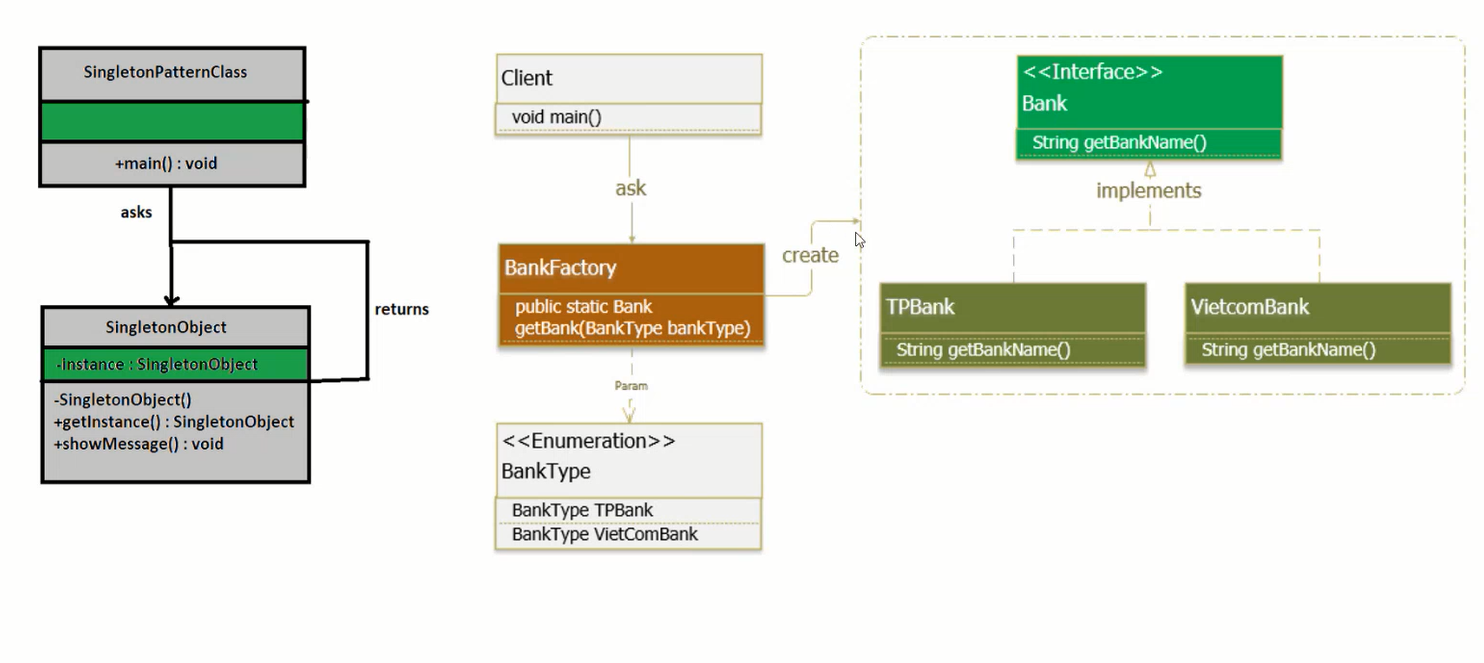 SingletonPatternClass
+main() : void
asks
returns
SingletonObject
-instance : SingletonObject
-SingletonObject()
+getInstance() : SingletonObject
+showMessage() : void
Client
void main()
ask
BankFactory
public static Bank
getBank(BankType bankType)
create
Param
<<Enumeration>>
BankType
BankType TPBank
BankType VietComBank
<<Interface>>
Bank
String getBankName()
implements
TPBank
String getBankName()
VietcomBank
String getBankName()